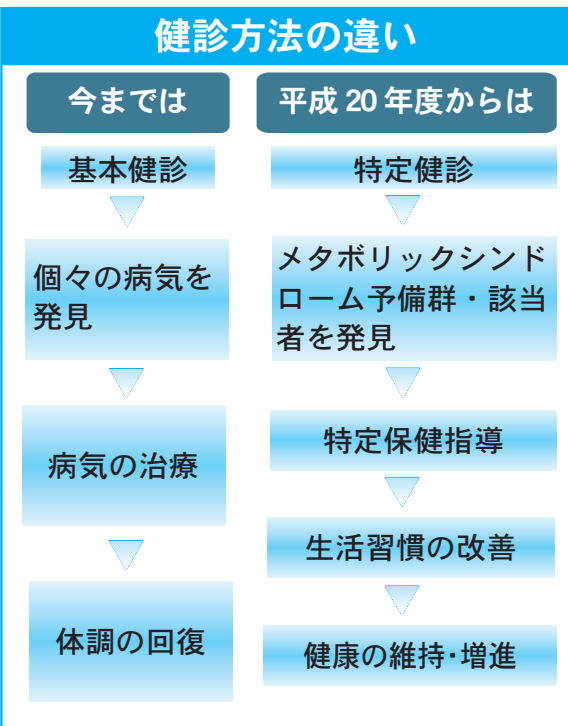 健診方法の違い
今までは
基本健診
個々の病気を
発見
病気の治療
体調の回復
平成20年度からは
特定健診
メタボリックシンド
ローム予備群・該当
者を発見
特定保健指導
生活習慣の改善
健康の維持・増進